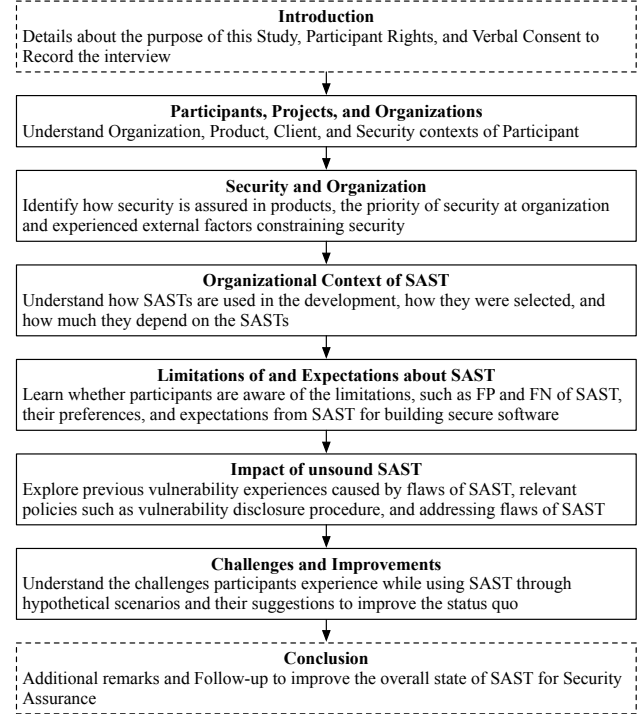 Introduction
Details about the purpose of this Study, Participant Rights, and Verbal Consent to
Record the interview
Participants, Projects, and Organizations
Understand Organization, Product, Client, and Security contexts of Participant
Security and Organization
Identify how security is assured in products, the priority of security at organization
and experienced external factors constraining security
Organizational Context of SAST
Understand how SASTs are used in the development, how they were selected, and
how much they depend on the SASTs
Limitations of and Expectations about SAST
Learn whether participants are aware of the limitations, such as FP and FN of SAST,
their preferences, and expectations from SAST for building secure software
Impact of unsound SAST
Explore previous vulnerability experiences caused by flaws of SAST, relevant
policies such as vulnerability disclosure procedure, and addressing flaws of SAST
Challenges and Improvements
Understand the challenges participants experience while using SAST through
hypothetical scenarios and their suggestions to improve the status quo
Conclusion
Additional remarks and Follow-up to improve the overall state of SAST for Security
Assurance